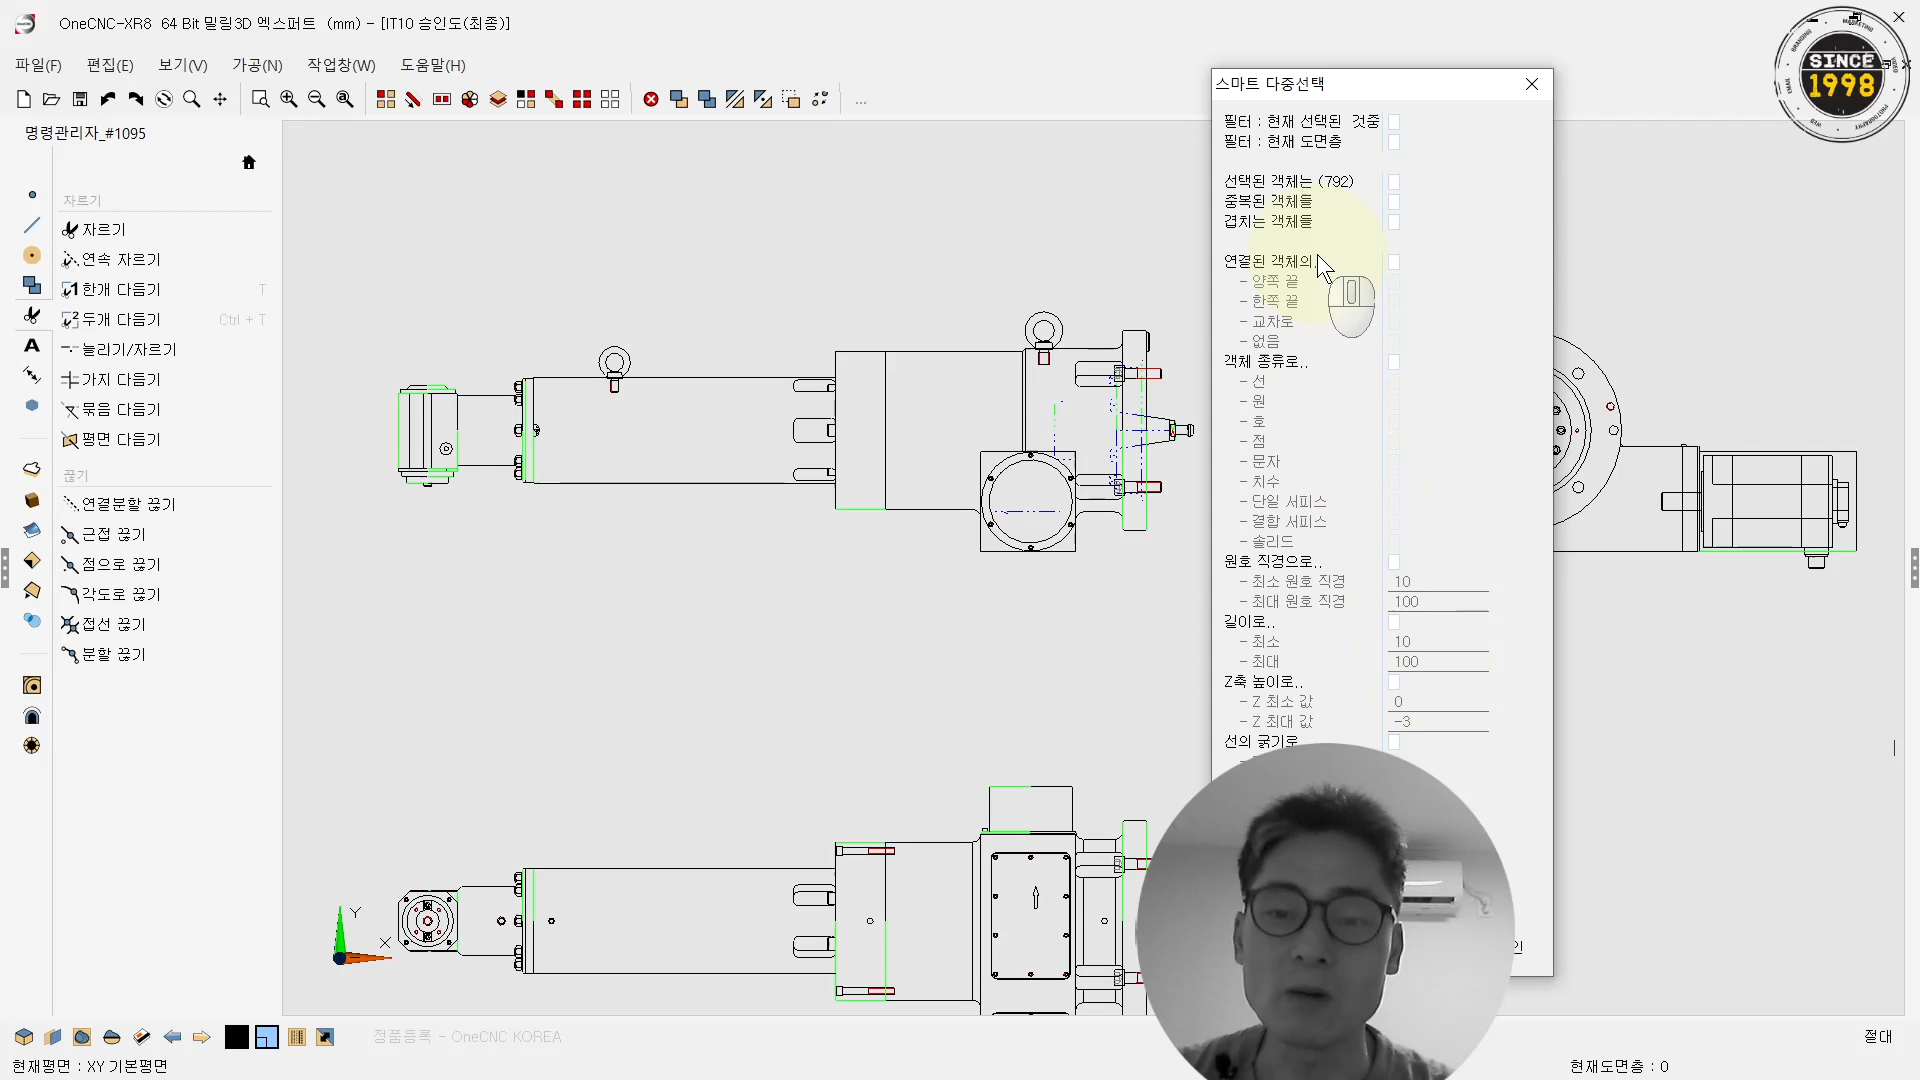 OneCNC-XR8 64 Bit 밀링3D 엑스퍼트 (mm) - [IT10 승인도(최종)]
파일(F) 편집(E) 보기(V) 가공(N) 작업창(W) 도움말(H)
SINCE
1998
MARKETING
BRANDING
PHOTOGRAPHY
WEB
명령관리자_#1095
자르기
자르기
연속 자르기
한개 다듬기 T
두개 다듬기 Ctrl + T
늘리기/자르기
가지 다듬기
묶음 다듬기
평면 다듬기
끊기
연결분할 끊기
근접 끊기
점으로 끊기
각도로 끊기
접선 끊기
분할 끊기
스마트 다중선택
필터 : 현재 선택된 것중
필터 : 현재 도면층
선택된 객체는 (792)
중복된 객체들
겹치는 객체들
연결된 객체의..
- 양쪽 끝
- 한쪽 끝
- 교차로
- 없음
객체 종류로..
- 선
- 원
- 호
- 점
- 문자
- 치수
- 단일 서피스
- 결합 서피스
- 솔리드
원호 직경으로..
- 최소 원호 직경 10
- 최대 원호 직경 100
길이로..
- 최소 10
- 최대 100
Z축 높이로..
- Z 최소 값 0
- Z 최대 값 -3
선의 굵기로
인
Y
X
정품등록 - OneCNC KOREA
절대
현재평면 : XY 기본평면
현재도면층 : 0